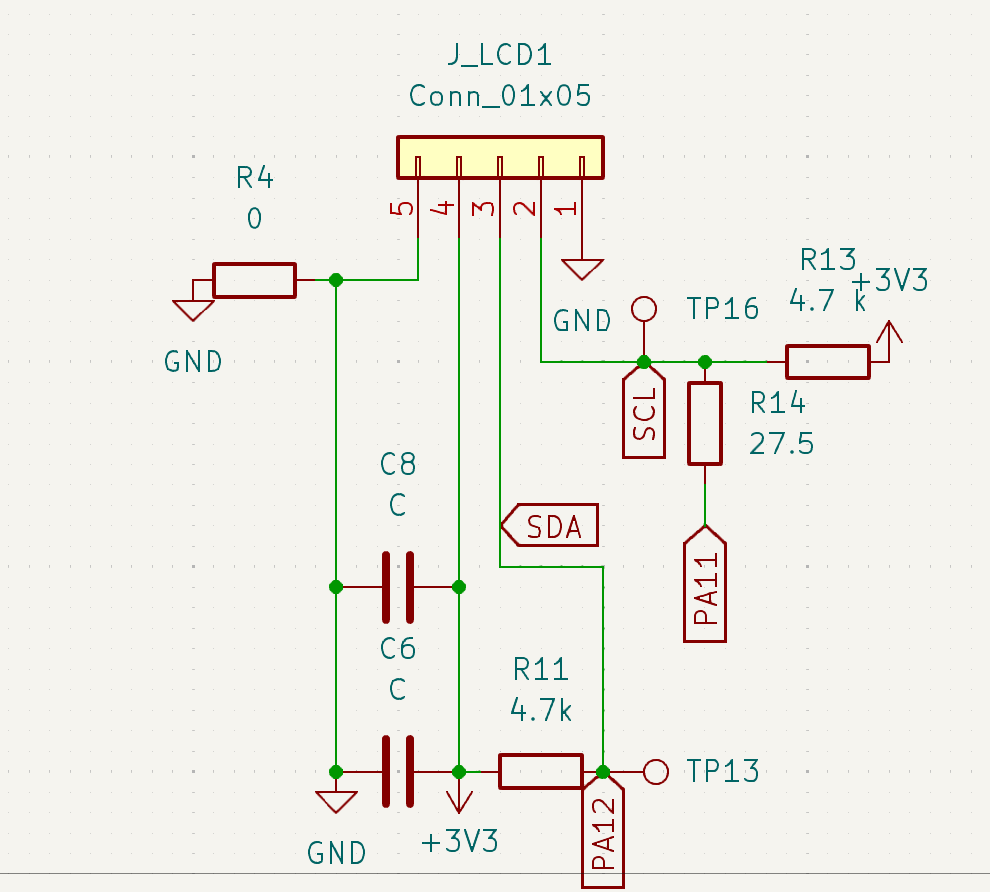 J_LCD1
Conn_01x05
R4
0
5
4
3
2
1
R13
4.7 k
+3V3
GND
TP16
GND
SCL
R14
27.5
C8
C
SDA
PA11
C6
C
R11
4.7k
TP13
+3V3
GND
PA12